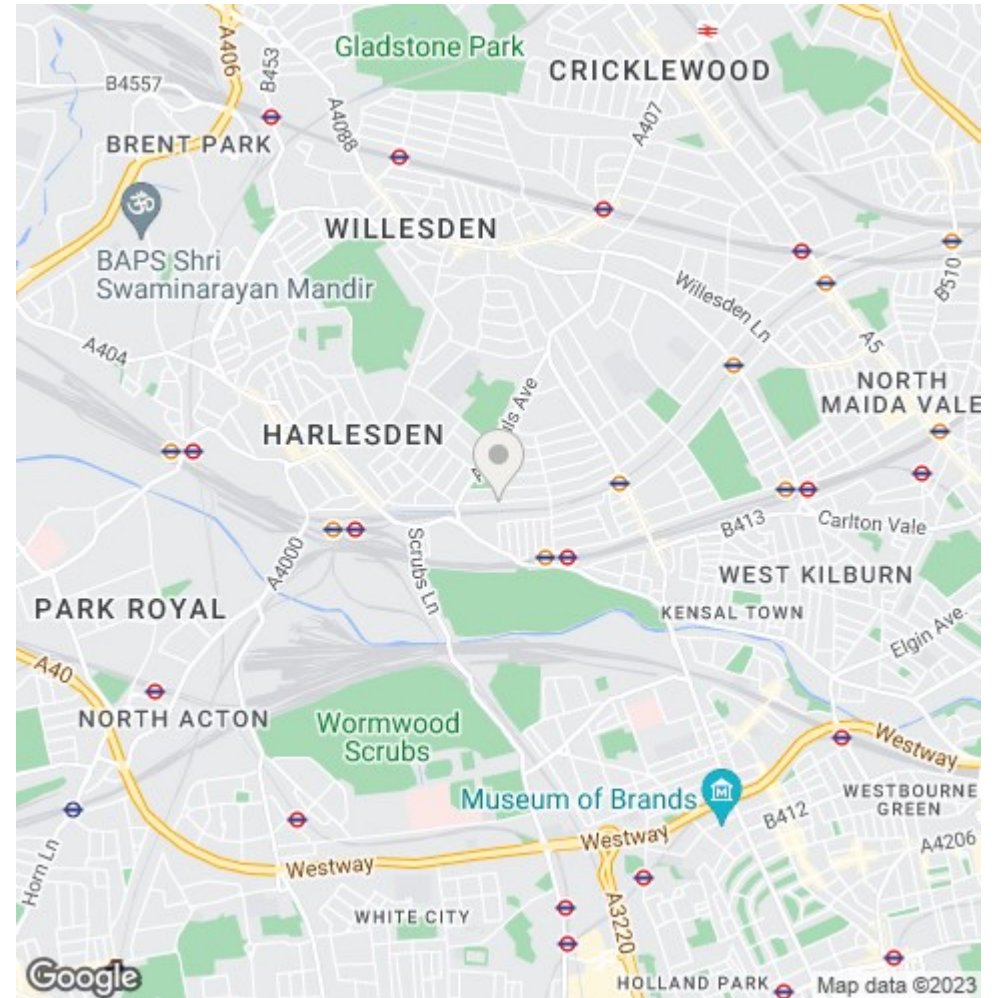 Gladstone Park
A406
B453
CRICKLEWOOD
B4557
A4088
A407
BRENT PARK
WILLESDEN
BAPS Shri
Swaminarayan Mandir
B510
Willesden Ln
A404
A5
NORTH
MAIDA VALE
HARLESDEN
B413
Carlton Vale
Scrubs Ln
A4000
WEST KILBURN
PARK ROYAL
KENSAL TOWN
Elgin Ave.
A40
NORTH ACTON
Wormwood
Scrubs
Westway
Museum of Brands
WESTBOURNE
GREEN
B412
Westway
A4206
Westway
Horn Ln
A3220
WHITE CITY
HOLLAND PARK
Google
Map data ©2023